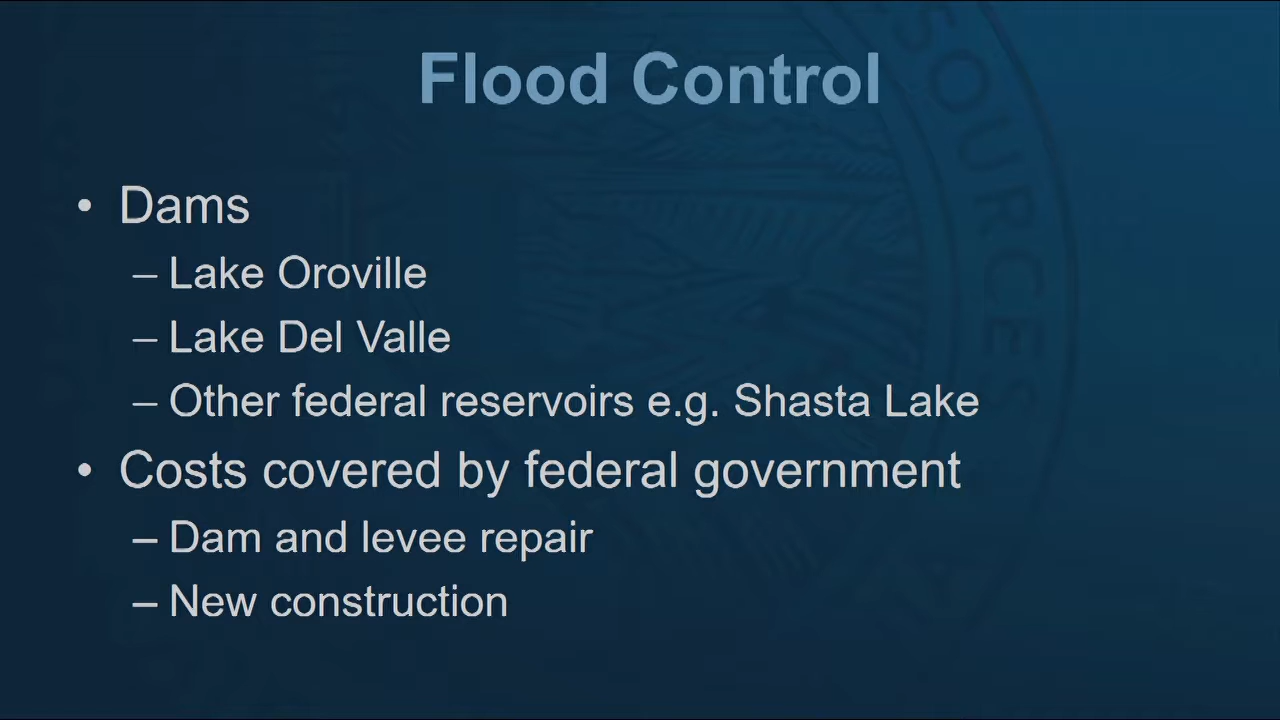 Flood Control
• Dams
– Lake Oroville
– Lake Del Valle
– Other federal reservoirs e.g. Shasta Lake
• Costs covered by federal government
– Dam and levee repair
– New construction
SOURCES